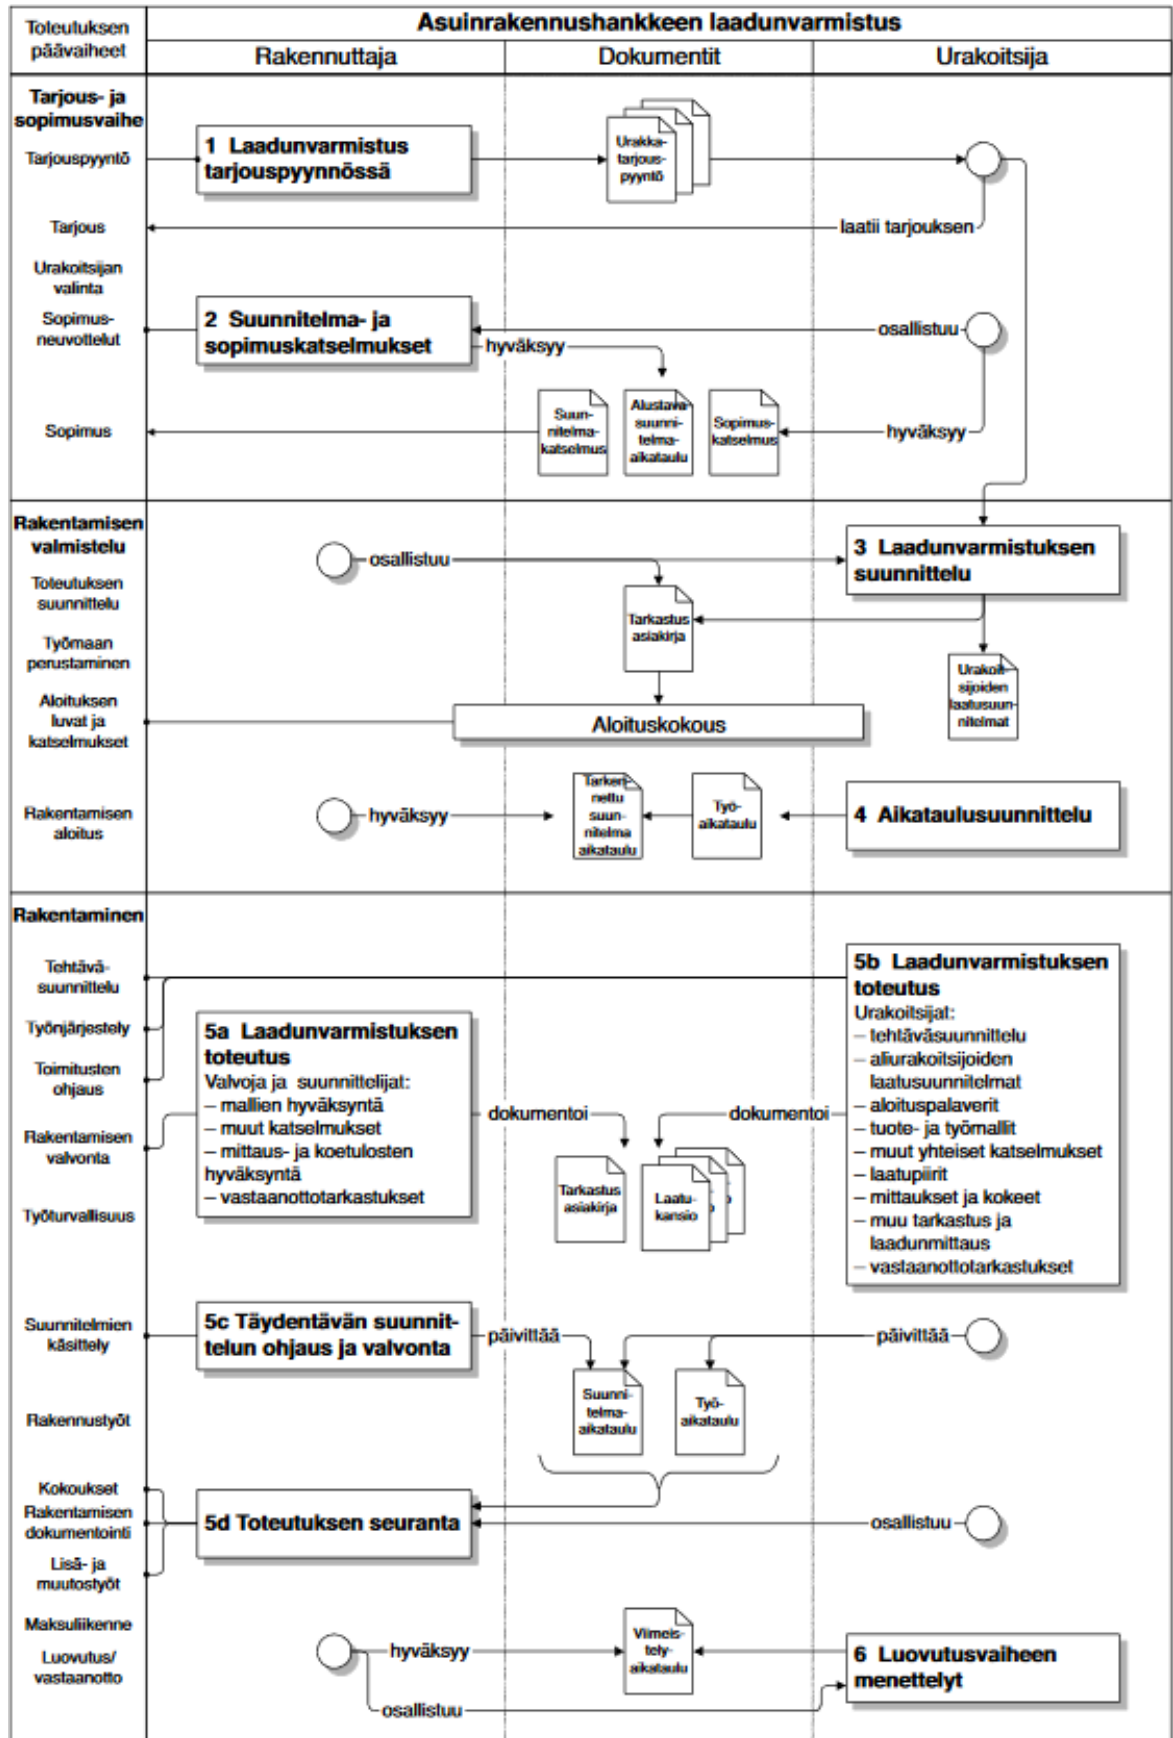 Toteutuksen
päävaiheet
Asuinrakennushankkeen laadunvarmistus
Rakennuttaja
Dokumentit
Urakoitsija
Tarjous- ja
sopimusvaihe
Tarjouspyyntö
1 Laadunvarmistus
tarjouspyynnössä
Urakka-
tarjous-
pyyntö
Tarjous
laatii tarjouksen
Urakoitsijan
valinta
Sopimus-
neuvottelut
2 Suunnitelma- ja
sopimuskatselmukset
hyväksyy
osallistuu
Sopimus
Suun-
nitelma-
katselmus
Alustava
suunni-
telma-
aikataulu
Sopimus-
katselmus
hyväksyy
Rakentamisen
valmistelu
Toteutuksen
suunnittelu
osallistuu
3 Laadunvarmistuksen
suunnittelu
Tarkastus
asiakirja
Työmaan
perustaminen
Urakoit-
sijoiden
laatusuun-
nitelmat
Aloituksen
luvat ja
katselmukset
Aloituskokous
Rakentamisen
aloitus
hyväksyy
Tarken-
nettu
suun-
nitelma
aikataulu
Työ-
aikataulu
4 Aikataulusuunnittelu
Rakentaminen
Tehtävä-
suunnittelu
Työnjärjestely
Toimitusten
ohjaus
Rakentamisen
valvonta
Työturvallisuus
5a Laadunvarmistuksen
toteutus
Valvoja ja suunnittelijat:
– mallien hyväksyntä
– muut katselmukset
– mittaus- ja koetulosten
hyväksyntä
– vastaanottotarkastukset
dokumentoi
dokumentoi
Tarkastus
asiakirja
Laatu-
kansio
5b Laadunvarmistuksen
toteutus
Urakoitsijat:
– tehtäväsuunnittelu
– aliurakoitsijoiden
laatusuunnitelmat
– aloituspalaverit
– tuote- ja työmallit
– muut yhteiset katselmukset
– laatupiirit
– mittaukset ja kokeet
– muu tarkastus ja
laadunmittaus
– vastaanottotarkastukset
Suunnitelmien
käsittely
5c Täydentävän suunnit-
telun ohjaus ja valvonta
päivittää
päivittää
Rakennustyöt
Suunni-
telma-
aikataulu
Työ-
aikataulu
Kokoukset
Rakentamisen
dokumentointi
Lisä- ja
muutostyöt
5d Toteutuksen seuranta
osallistuu
Maksuliikenne
Luovutus/
vastaanotto
hyväksyy
Viimeis-
tely-
aikataulu
6 Luovutusvaiheen
menettelyt
osallistuu